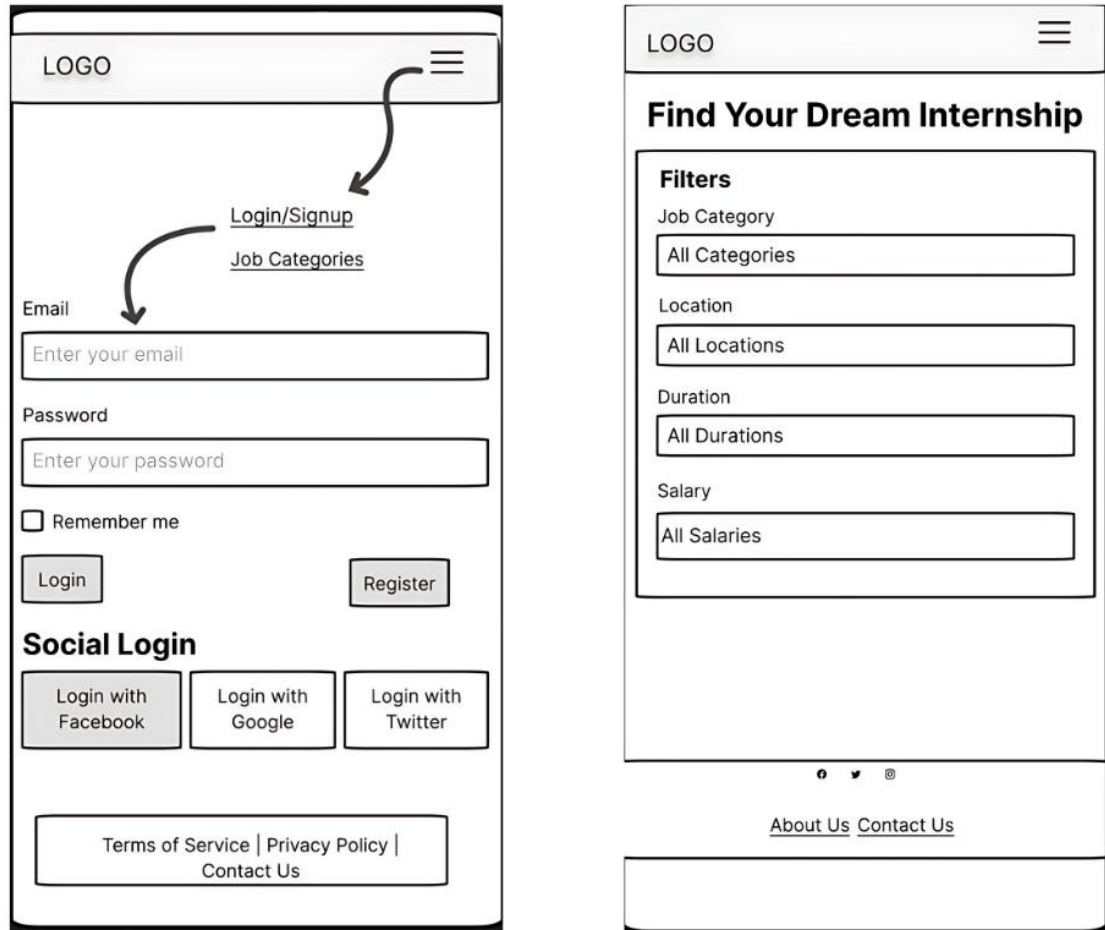 LOGO
Login/Signup
Job Categories
Email
Enter your email
Password
Enter your password
Remember me
Login
Register
Social Login
Login with
Facebook
Login with
Google
Login with
Twitter
Terms of Service | Privacy Policy |
Contact Us
LOGO
Find Your Dream Internship
Filters
Job Category
All Categories
Location
All Locations
Duration
All Durations
Salary
All Salaries
About Us Contact Us